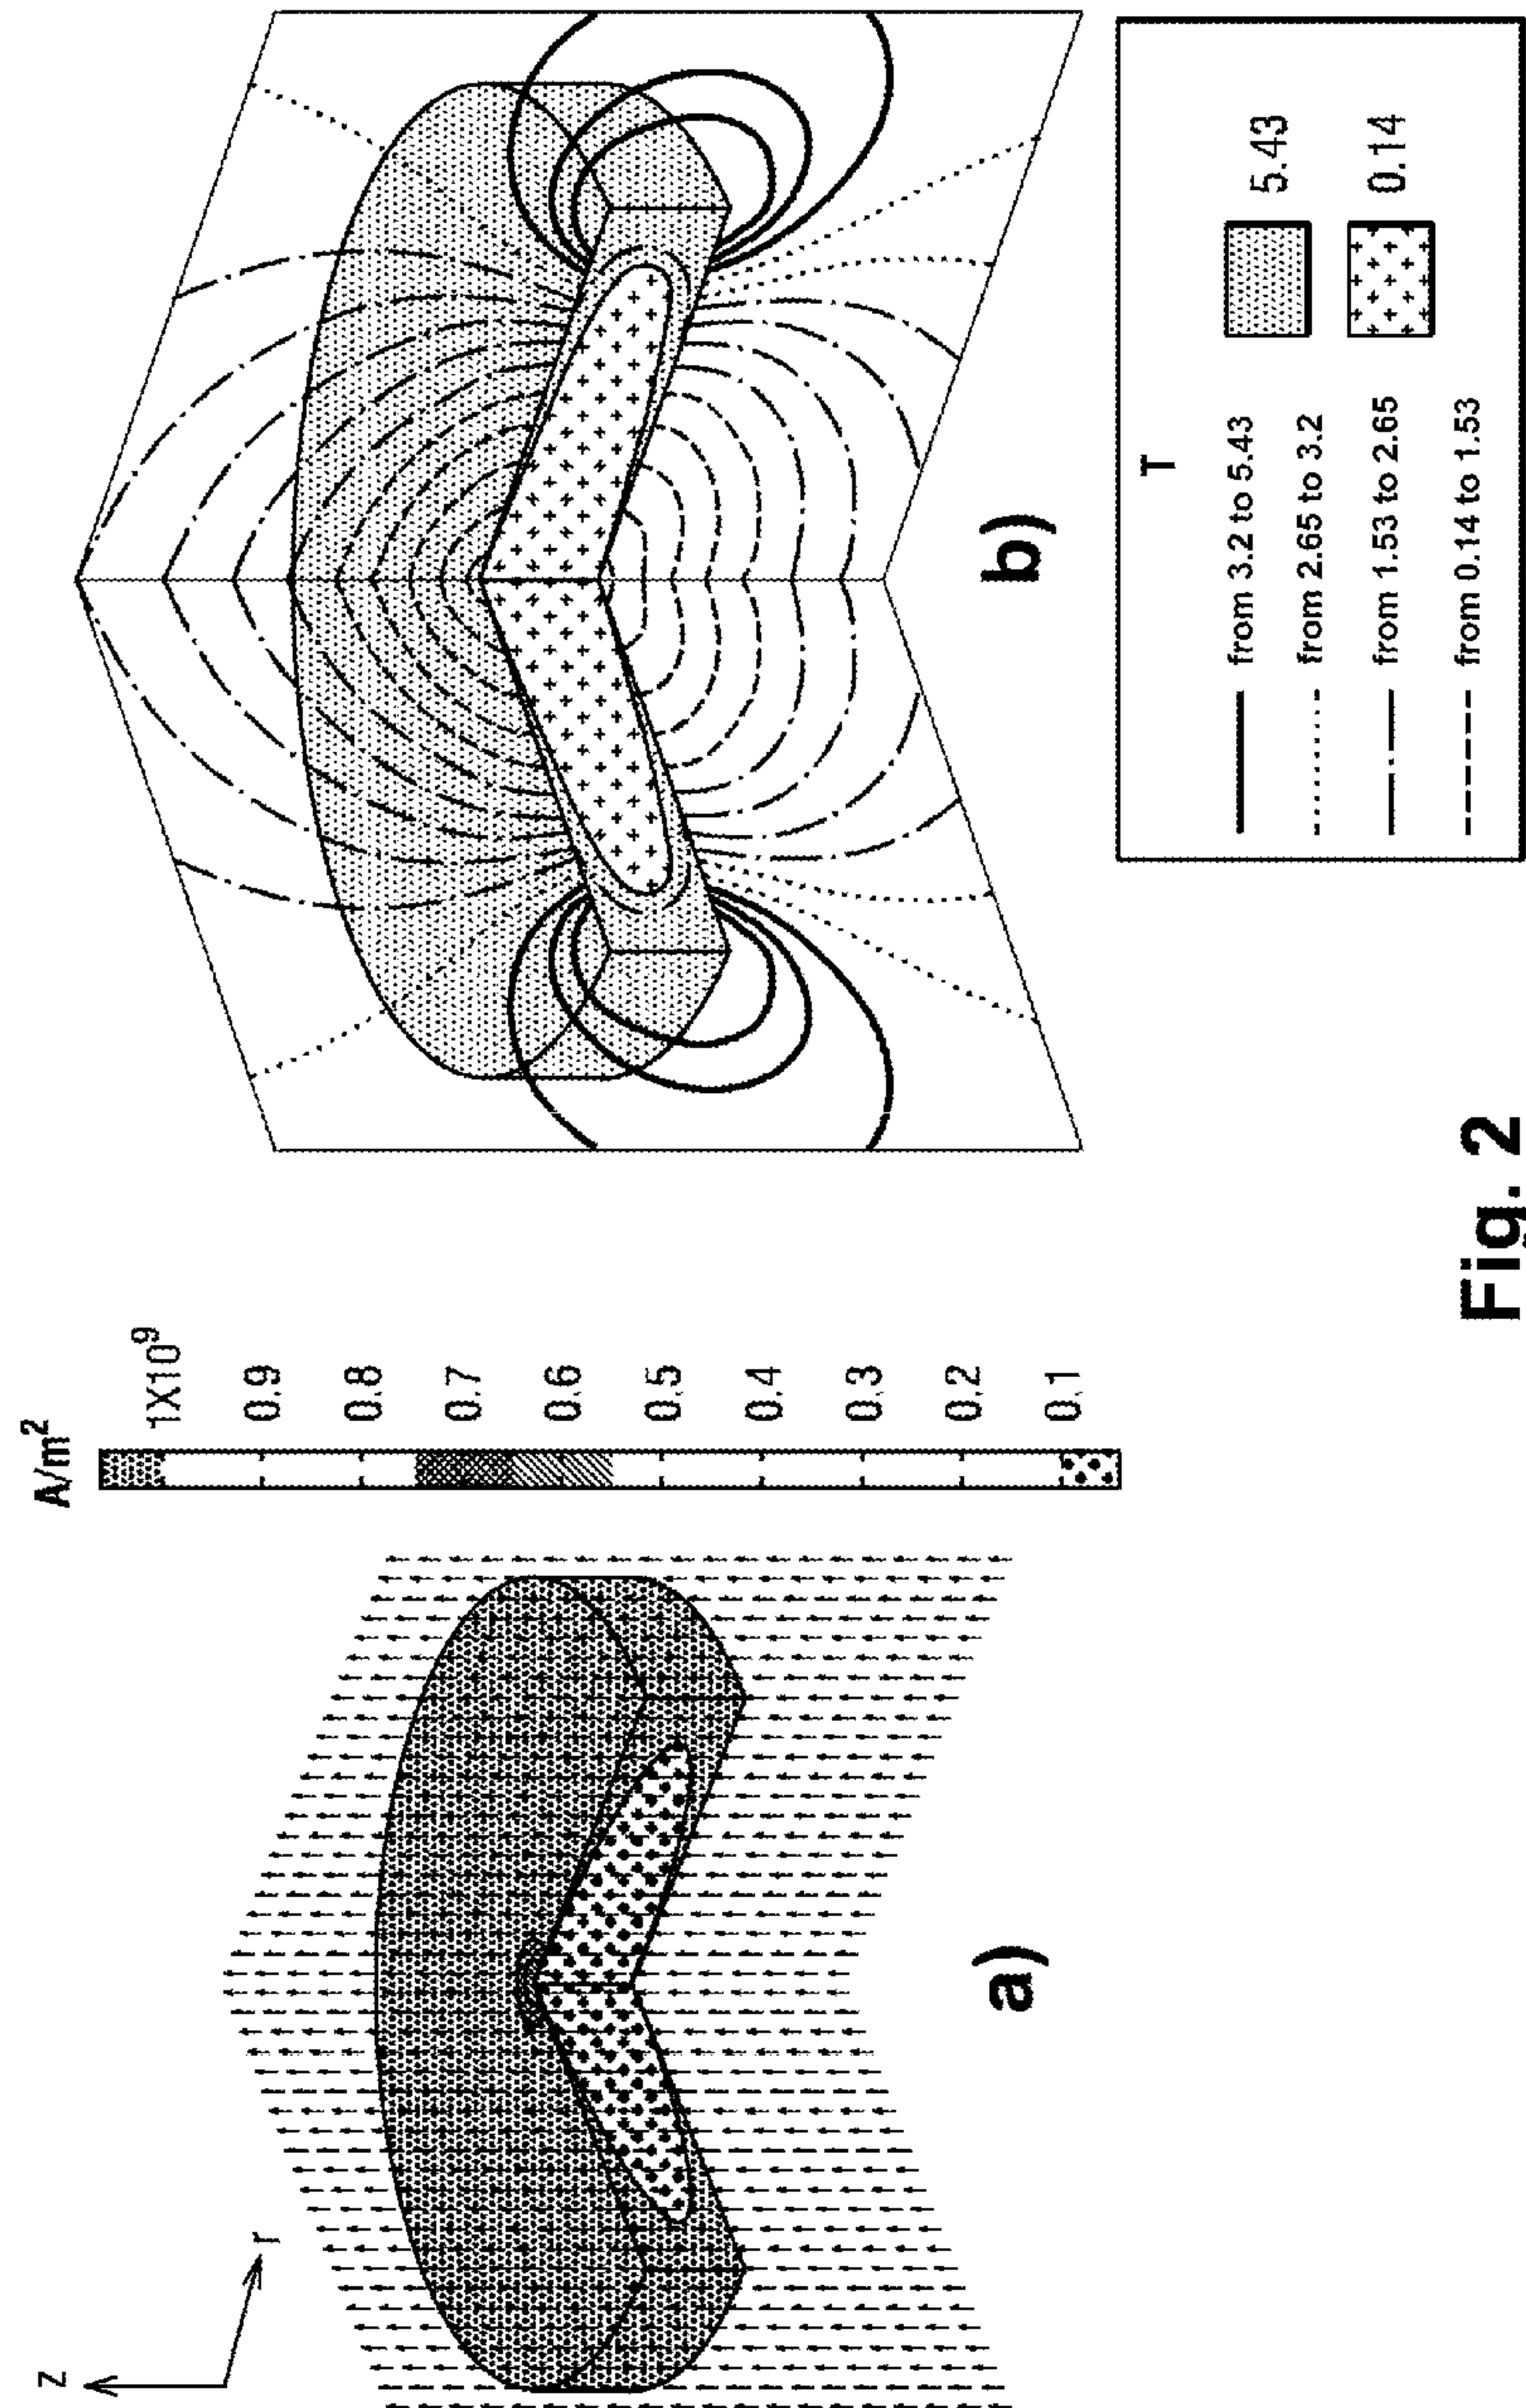 z
r
A/m²
1X10⁹
0.9
0.8
0.7
0.6
0.5
0.4
0.3
0.2
0.1
a)
b)
T
from 3.2 to 5.43
from 2.65 to 3.2
from 1.53 to 2.65
from 0.14 to 1.53
5.43
0.14
Fig. 2